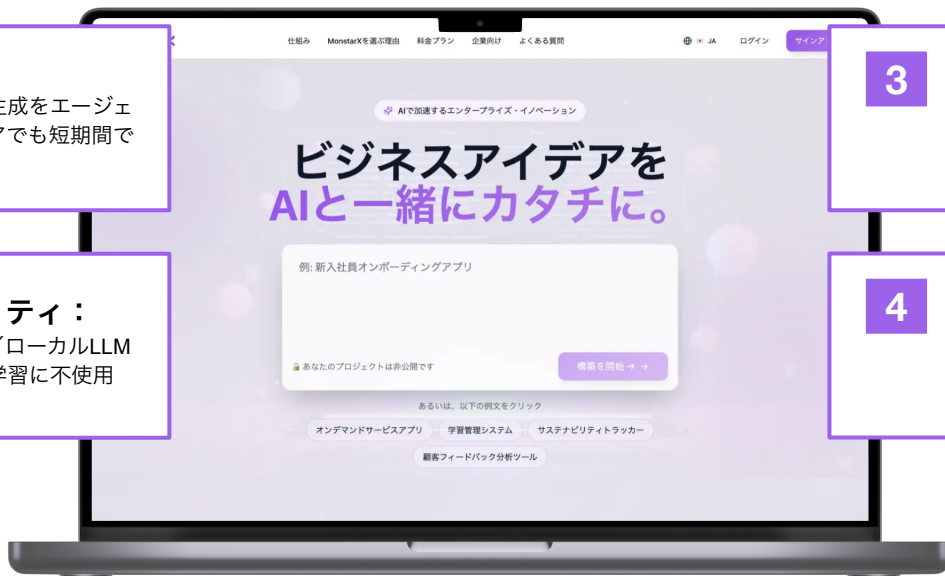 仕組み MonstarXを選ぶ理由 料金プラン 企業向け よくある質問 JA ログイン サインア
生成をエージェ
アでも短期間で
3
AIで加速するエンタープライズ・イノベーション
ビジネスアイデアを
AIと一緒にカタチに。
例: 新入社員オンボーディングアプリ
あなたのプロジェクトは非公開です
構築を開始 → →
ティ：
ローカルLLM
学習に不使用
4
あるいは、以下の例文をクリック
オンデマンドサービスアプリ 学習管理システム サステナビリティトラッカー
顧客フィードバック分析ツール